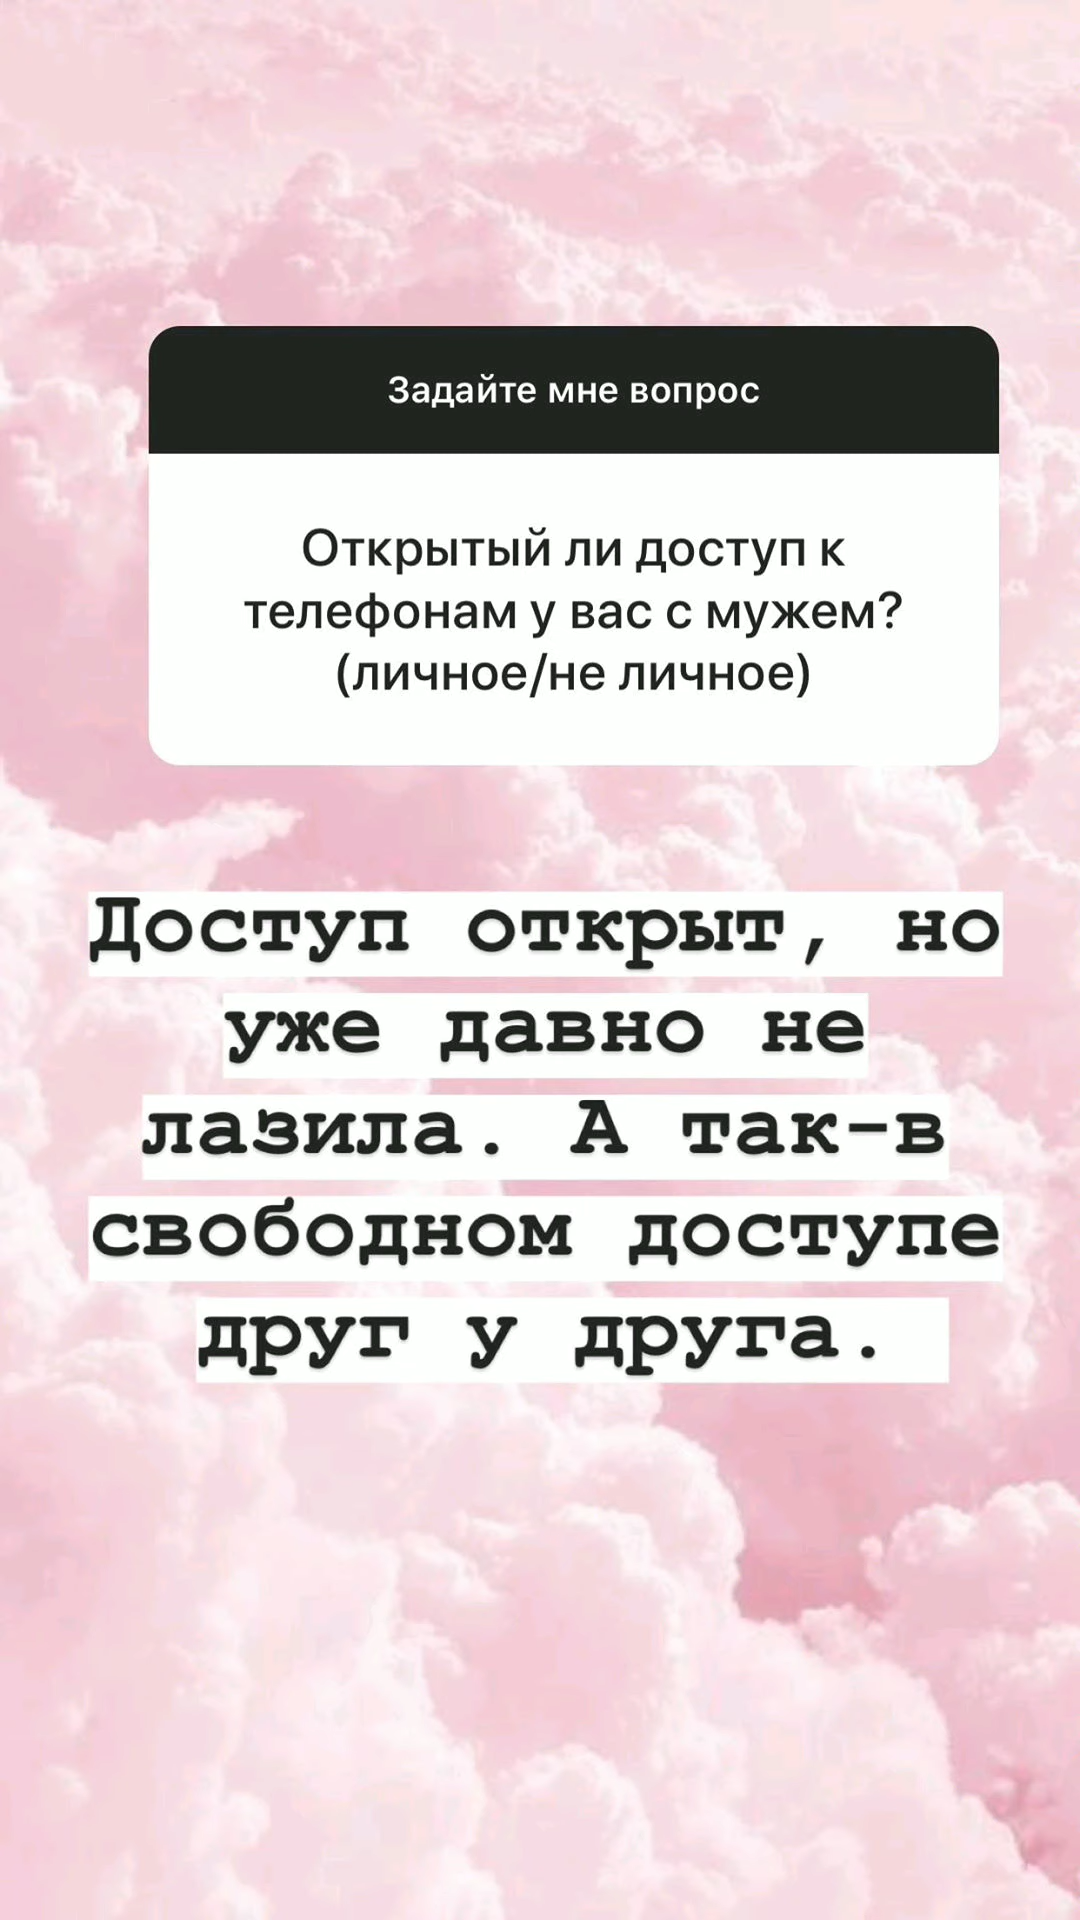 Задайте мне вопрос
Открытый ли доступ к
телефонам у вас с мужем?
(личное/не личное)
Доступ открыт, но
уже давно не
лазила. А так-в
свободном доступе
друг у друга.